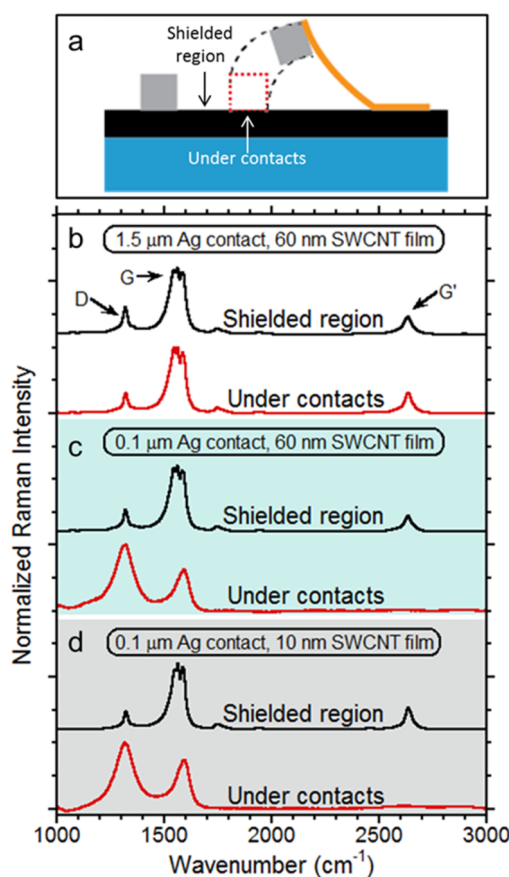 a
Shielded
region
Under contacts
b
1.5 μm Ag contact, 60 nm SWCNT film
G
D
G'
Shielded region
Under contacts
c
0.1 μm Ag contact, 60 nm SWCNT film
Shielded region
Under contacts
d
0.1 μm Ag contact, 10 nm SWCNT film
Shielded region
Under contacts
1000 1500 2000 2500 3000
Wavenumber (cm⁻¹)
Normalized Raman Intensity